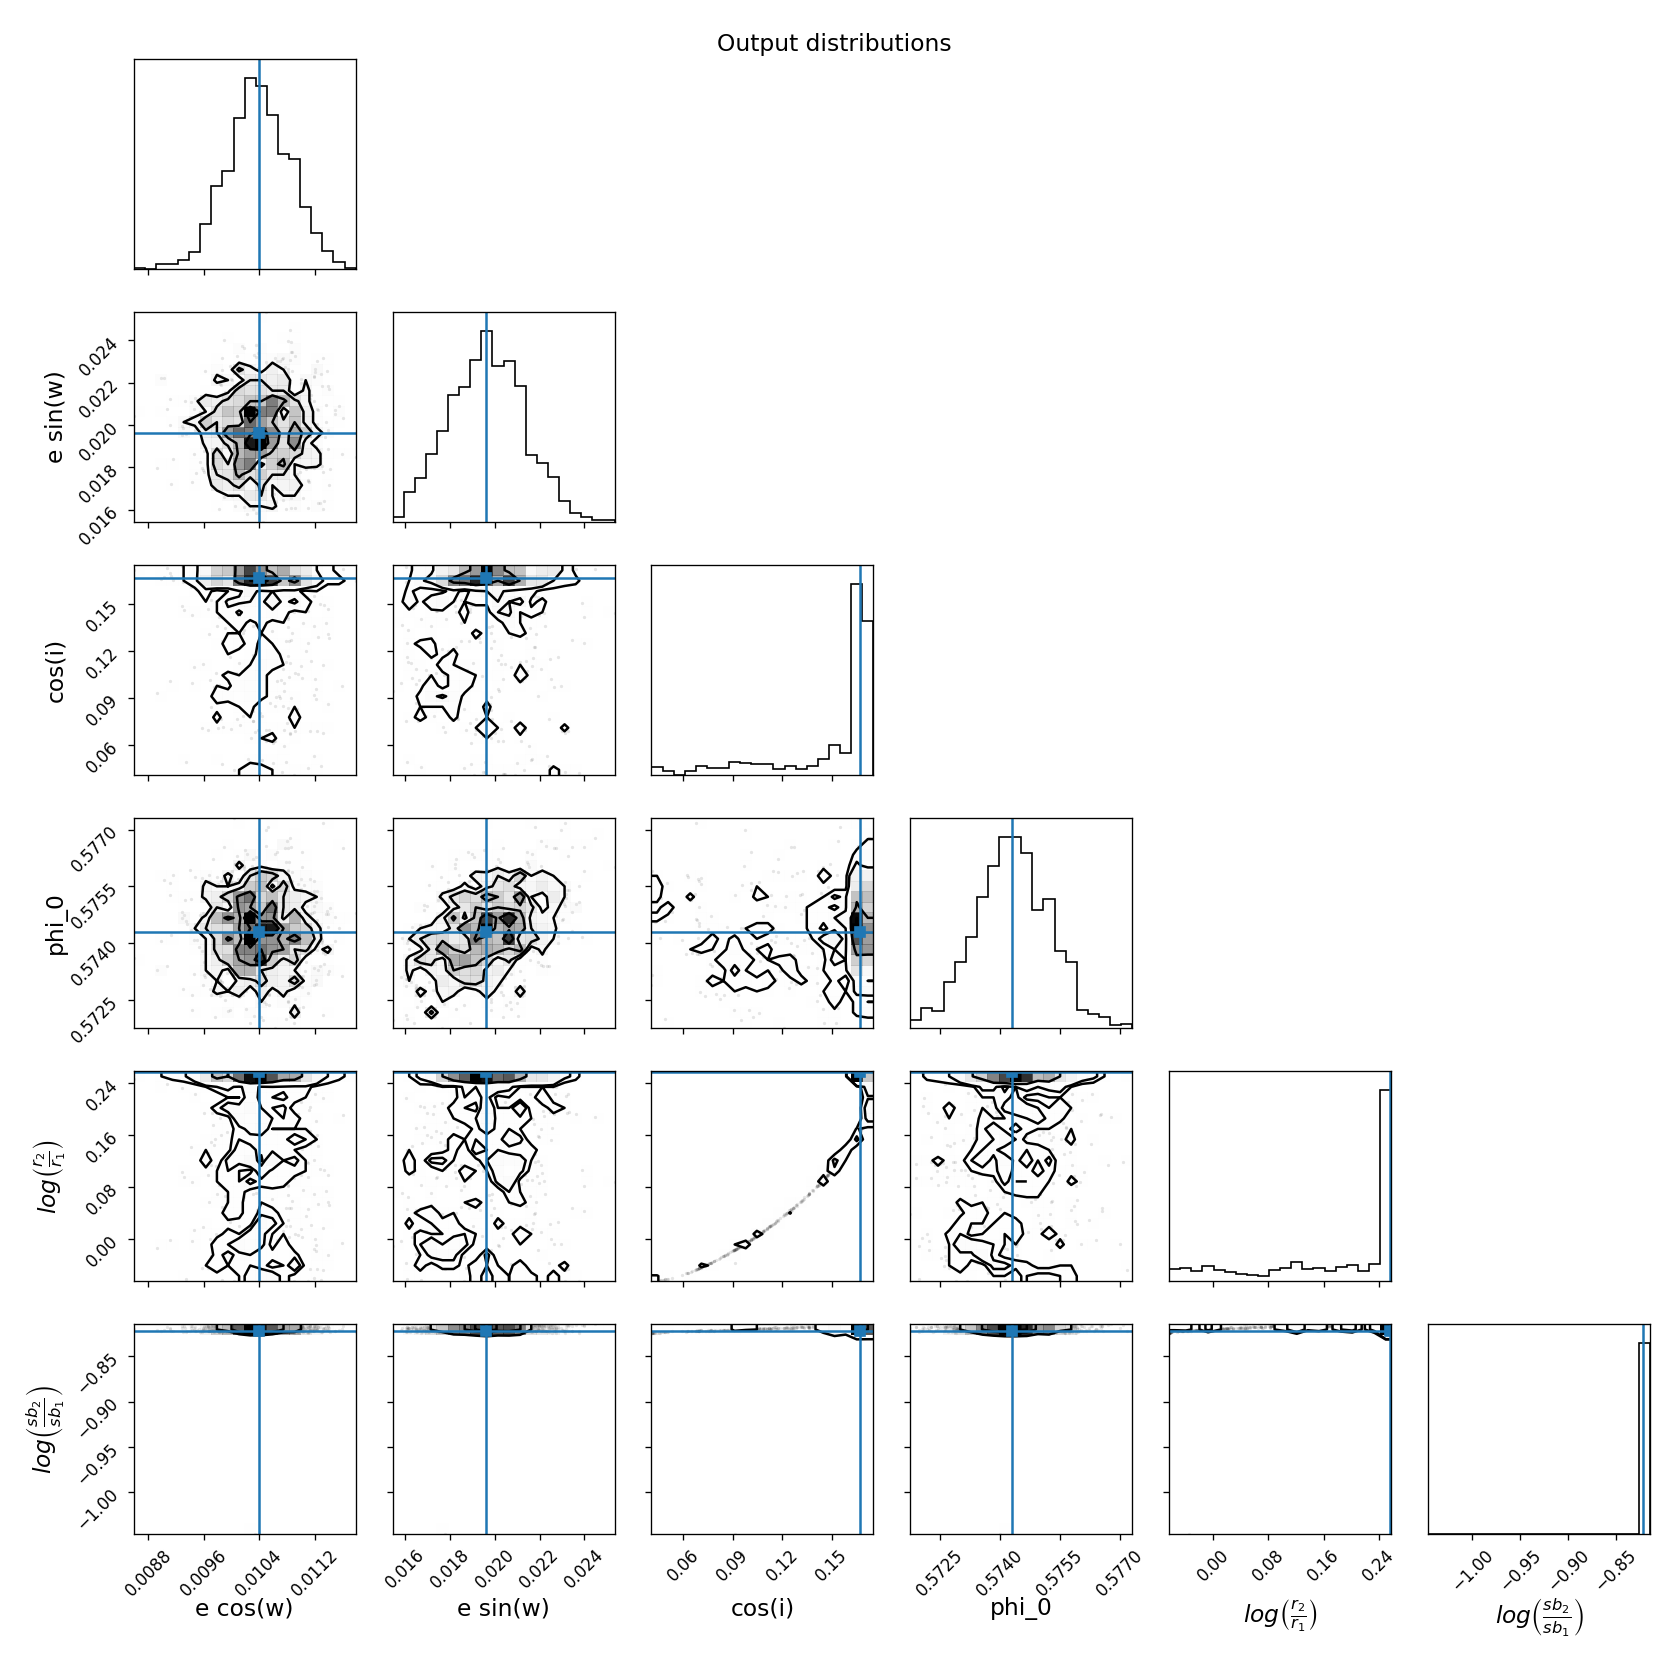 Output distributions
0.024
0.022
0.020
0.018
0.016
e sin(w)
0.15
0.12
0.09
0.06
cos(i)
0.5770
0.5755
0.5740
0.5725
phi_0
0.24
0.16
0.08
0.00
log(r2/r1)
−0.85
−0.90
−0.95
−1.00
log(sb2/sb1)
0.0088 0.0096 0.0104 0.0112
e cos(w)
0.016 0.018 0.020 0.022 0.024
e sin(w)
0.06 0.09 0.12 0.15
cos(i)
0.5725 0.5740 0.5755 0.5770
phi_0
0.00 0.08 0.16 0.24
log(r2/r1)
−1.00 −0.95 −0.90 −0.85
log(sb2/sb1)